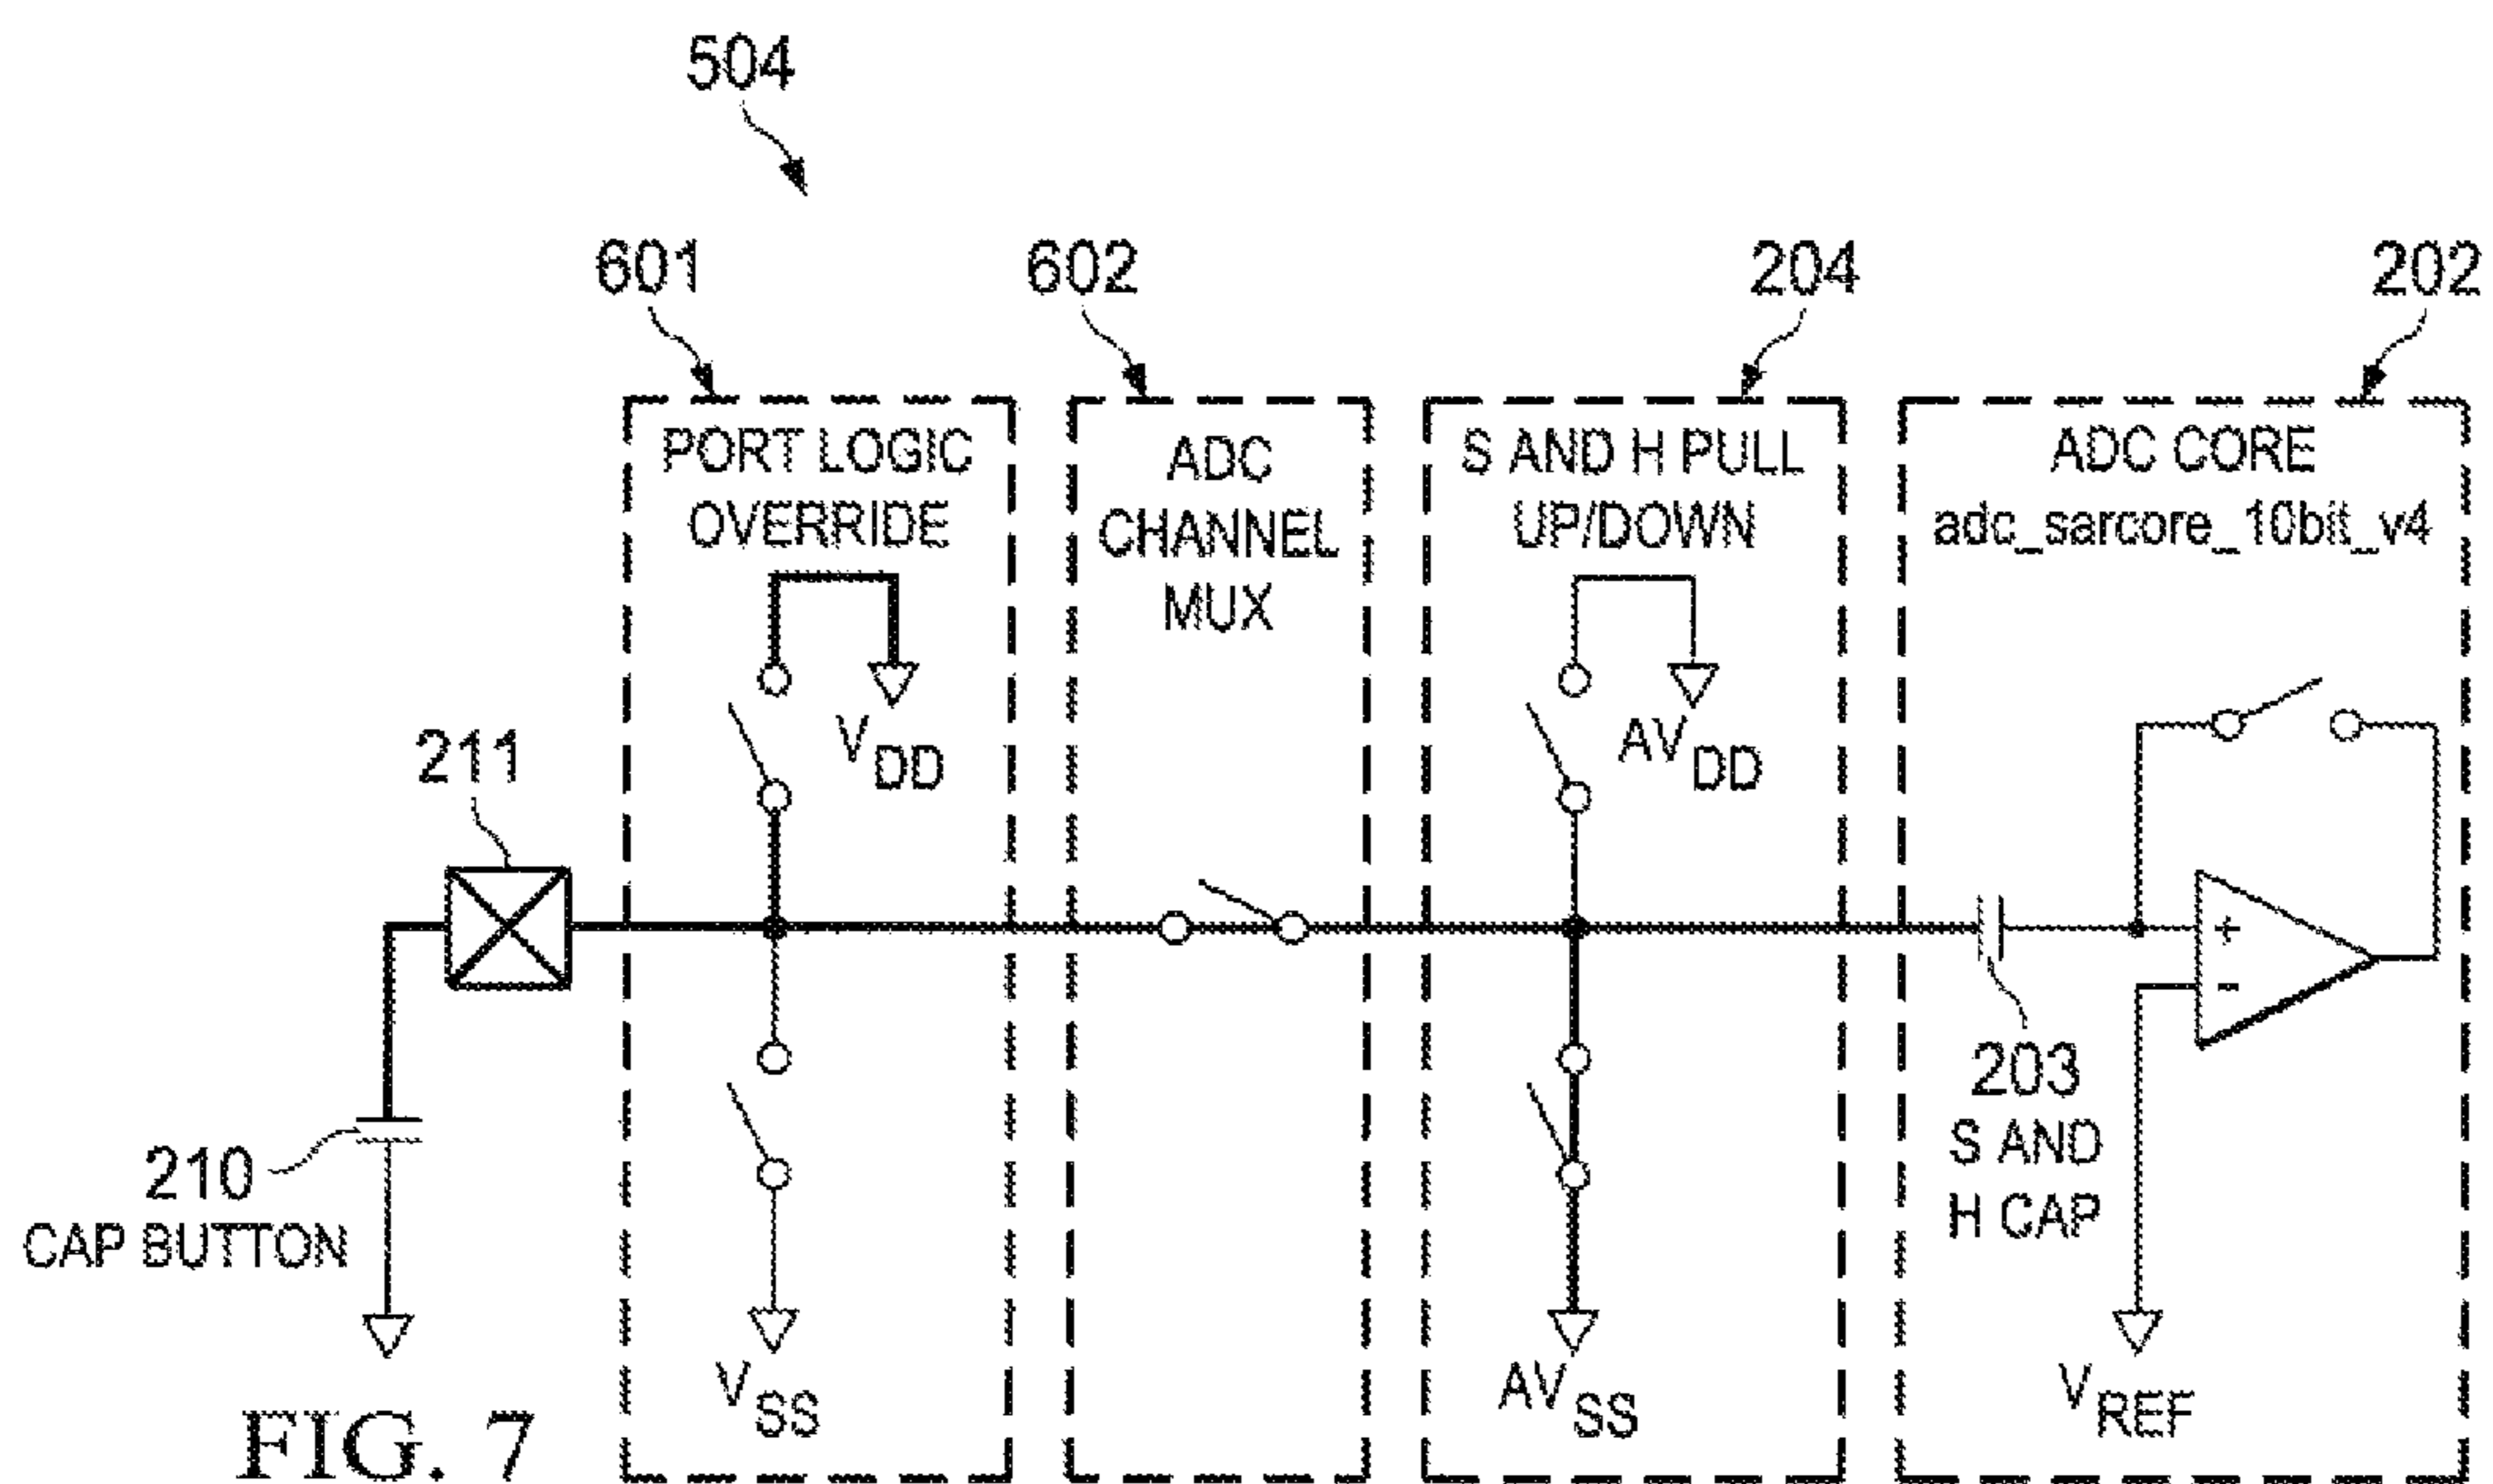 504
601
602
204
202
PORT LOGIC
OVERRIDE
ADC
CHANNEL
MUX
S AND H PULL
UP/DOWN
ADC CORE
adc_sarcore_10bit_v4
VDD
AVDD
211
+
-
203
S AND
H CAP
210
CAP BUTTON
VSS
AVSS
VREF
FIG. 7